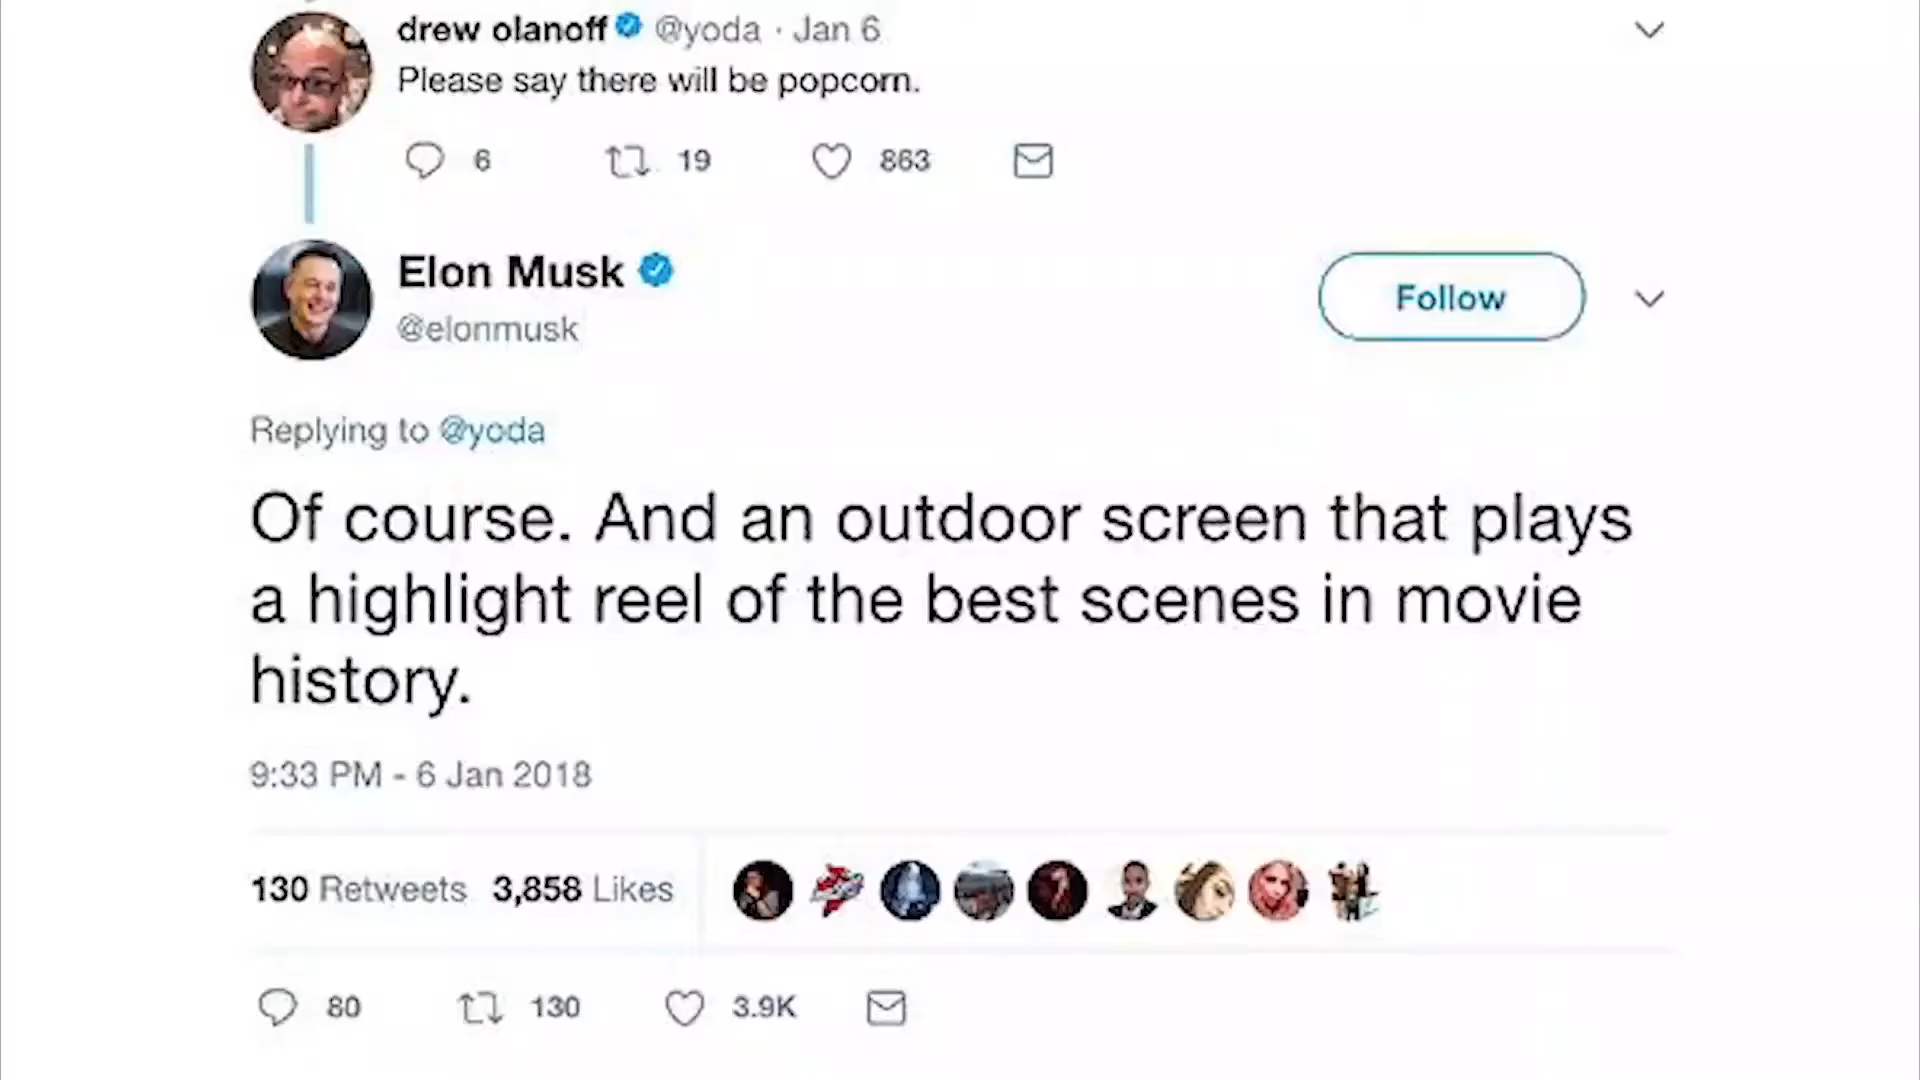 drew olanoff @yoda · Jan 6
Please say there will be popcorn.
6 19 863
Elon Musk
@elonmusk
Follow
Replying to @yoda
Of course. And an outdoor screen that plays
a highlight reel of the best scenes in movie
history.
9:33 PM - 6 Jan 2018
130 Retweets 3,858 Likes
80 130 3.9K